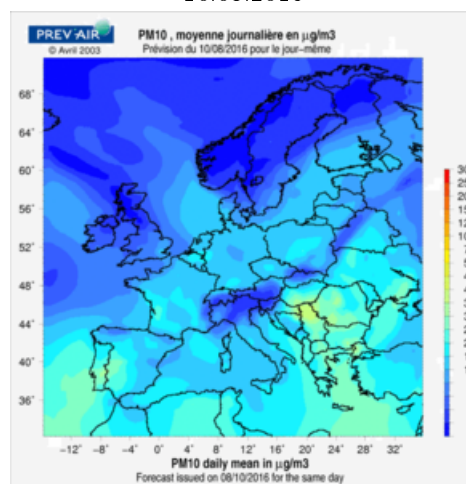 PREV'AIR
© Avril 2003
PM10 , moyenne journalière en µg/m3
Prévision du 10/08/2016 pour le jour-même
68°
64°
60°
56°
52°
48°
44°
40°
36°
−12° −8° −4° 0° 4° 8° 12° 16° 20° 24° 28° 32°
PM10 daily mean in µg/m3
Forecast issued on 08/10/2016 for the same day